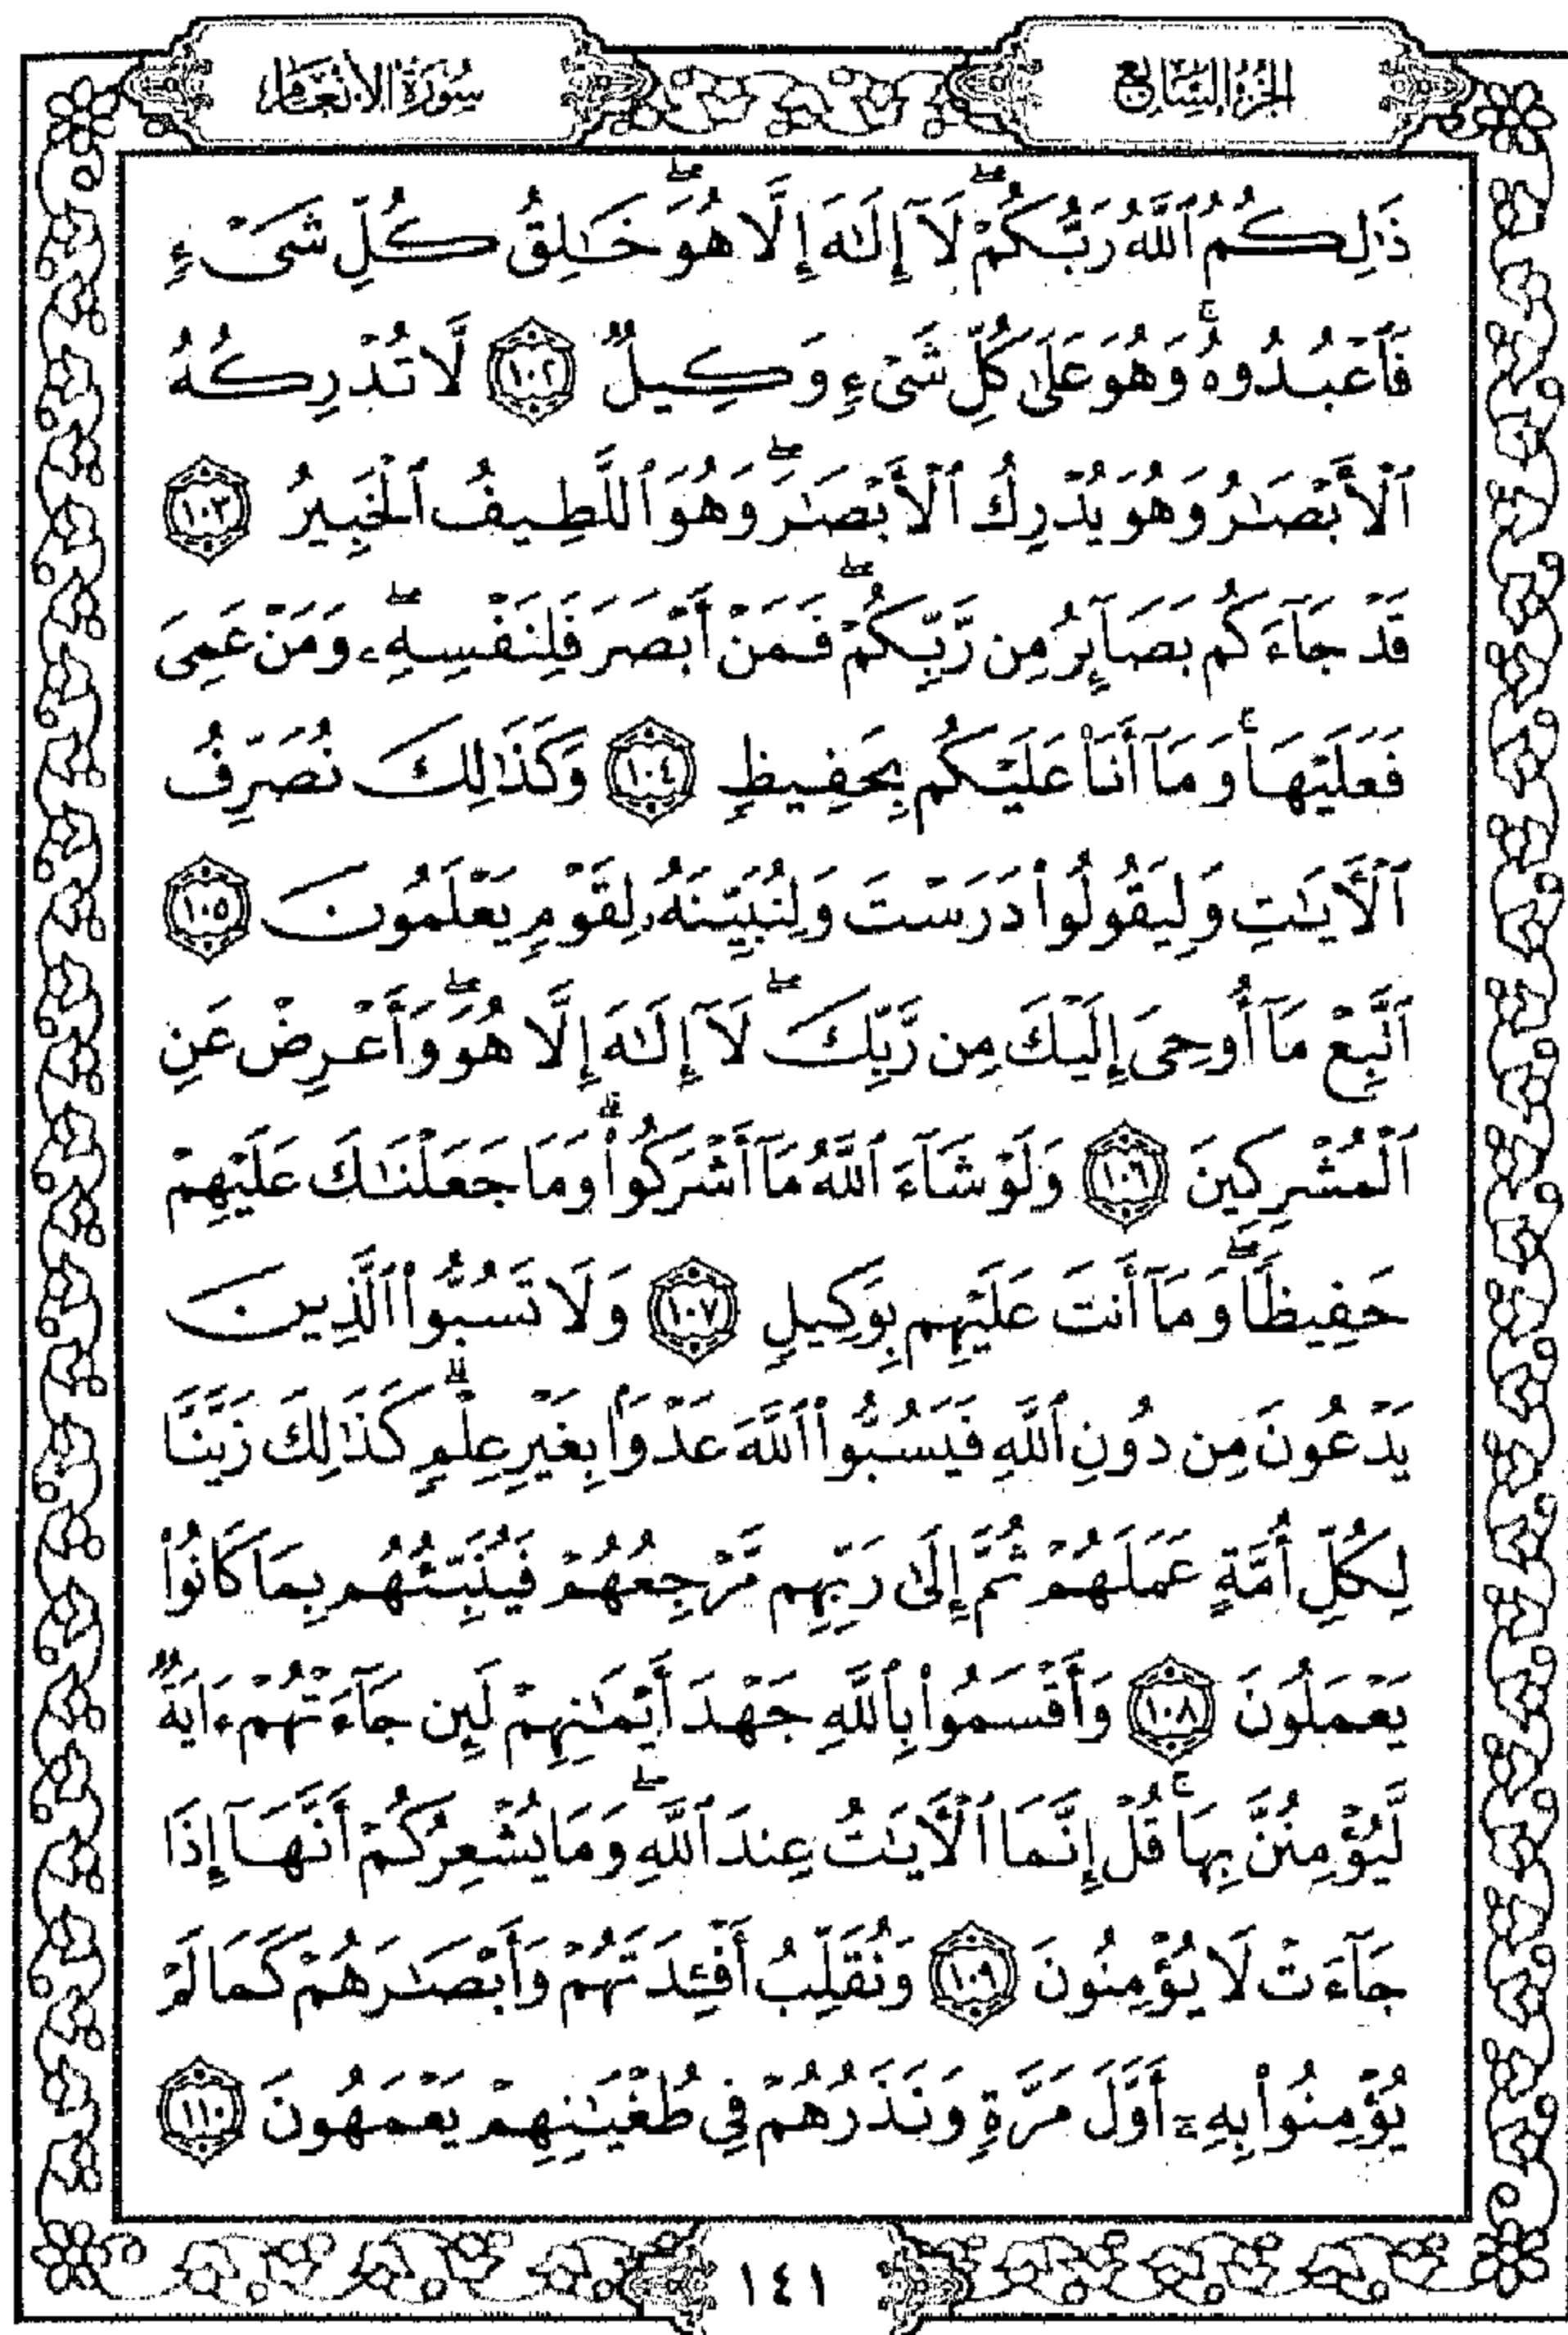 الجزء السابع
سورة الأنعام
ذَٰلِكُمُ ٱللَّهُ رَبُّكُمْۖ لَآ إِلَٰهَ إِلَّا هُوَۖ خَٰلِقُ كُلِّ شَىْءٍ
فَٱعْبُدُوهُۚ وَهُوَ عَلَىٰ كُلِّ شَىْءٍ وَكِيلٌ ١٠٢ لَّا تُدْرِكُهُ
ٱلْأَبْصَٰرُ وَهُوَ يُدْرِكُ ٱلْأَبْصَٰرَۖ وَهُوَ ٱللَّطِيفُ ٱلْخَبِيرُ ١٠٣
قَدْ جَآءَكُم بَصَآئِرُ مِن رَّبِّكُمْۖ فَمَنْ أَبْصَرَ فَلِنَفْسِهِۦۖ وَمَنْ عَمِىَ
فَعَلَيْهَاۚ وَمَآ أَنَا۠ عَلَيْكُم بِحَفِيظٍ ١٠٤ وَكَذَٰلِكَ نُصَرِّفُ
ٱلْأَيَٰتِ وَلِيَقُولُوا۟ دَرَسْتَ وَلِنُبَيِّنَهُۥ لِقَوْمٍ يَعْلَمُونَ ١٠٥
ٱتَّبِعْ مَآ أُوحِىَ إِلَيْكَ مِن رَّبِّكَۖ لَآ إِلَٰهَ إِلَّا هُوَۖ وَأَعْرِضْ عَنِ
ٱلْمُشْرِكِينَ ١٠٦ وَلَوْ شَآءَ ٱللَّهُ مَآ أَشْرَكُوا۟ۗ وَمَا جَعَلْنَٰكَ عَلَيْهِمْ
حَفِيظًاۖ وَمَآ أَنتَ عَلَيْهِم بِوَكِيلٍ ١٠٧ وَلَا تَسُبُّوا۟ ٱلَّذِينَ
يَدْعُونَ مِن دُونِ ٱللَّهِ فَيَسُبُّوا۟ ٱللَّهَ عَدْوًۢا بِغَيْرِ عِلْمٍۗ كَذَٰلِكَ زَيَّنَّا
لِكُلِّ أُمَّةٍ عَمَلَهُمْ ثُمَّ إِلَىٰ رَبِّهِم مَّرْجِعُهُمْ فَيُنَبِّئُهُم بِمَا كَانُوا۟
يَعْمَلُونَ ١٠٨ وَأَقْسَمُوا۟ بِٱللَّهِ جَهْدَ أَيْمَٰنِهِمْ لَئِن جَآءَتْهُمْ ءَايَةٌ
لَّيُؤْمِنُنَّ بِهَاۚ قُلْ إِنَّمَا ٱلْأَيَٰتُ عِندَ ٱللَّهِۖ وَمَا يُشْعِرُكُمْ أَنَّهَآ إِذَا
جَآءَتْ لَا يُؤْمِنُونَ ١٠٩ وَنُقَلِّبُ أَفْـِٔدَتَهُمْ وَأَبْصَٰرَهُمْ كَمَا لَمْ
يُؤْمِنُوا۟ بِهِۦٓ أَوَّلَ مَرَّةٍ وَنَذَرُهُمْ فِى طُغْيَٰنِهِمْ يَعْمَهُونَ ١١٠
١٤١